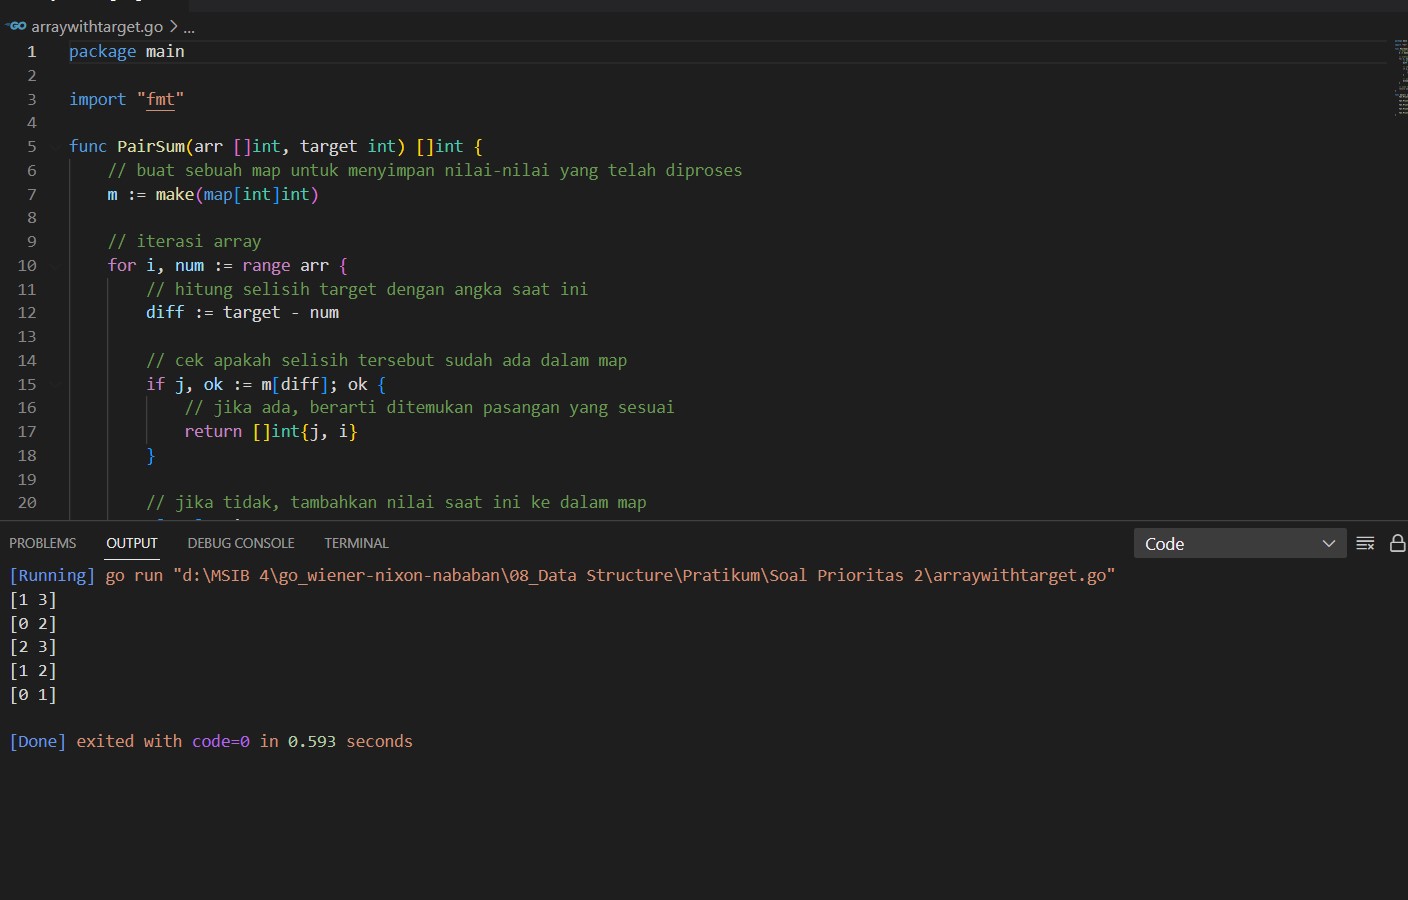 GO arraywithtarget.go > ...
1 package main
2
3 import "fmt"
4
5 func PairSum(arr []int, target int) []int {
6 // buat sebuah map untuk menyimpan nilai-nilai yang telah diproses
7 m := make(map[int]int)
8
9 // iterasi array
10 for i, num := range arr {
11 // hitung selisih target dengan angka saat ini
12 diff := target - num
13
14 // cek apakah selisih tersebut sudah ada dalam map
15 if j, ok := m[diff]; ok {
16 // jika ada, berarti ditemukan pasangan yang sesuai
17 return []int{j, i}
18 }
19
20 // jika tidak, tambahkan nilai saat ini ke dalam map
PROBLEMS OUTPUT DEBUG CONSOLE TERMINAL Code
[Running] go run "d:\MSIB 4\go_wiener-nixon-nababan\08_Data Structure\Pratikum\Soal Prioritas 2\arraywithtarget.go"
[1 3]
[0 2]
[2 3]
[1 2]
[0 1]
[Done] exited with code=0 in 0.593 seconds